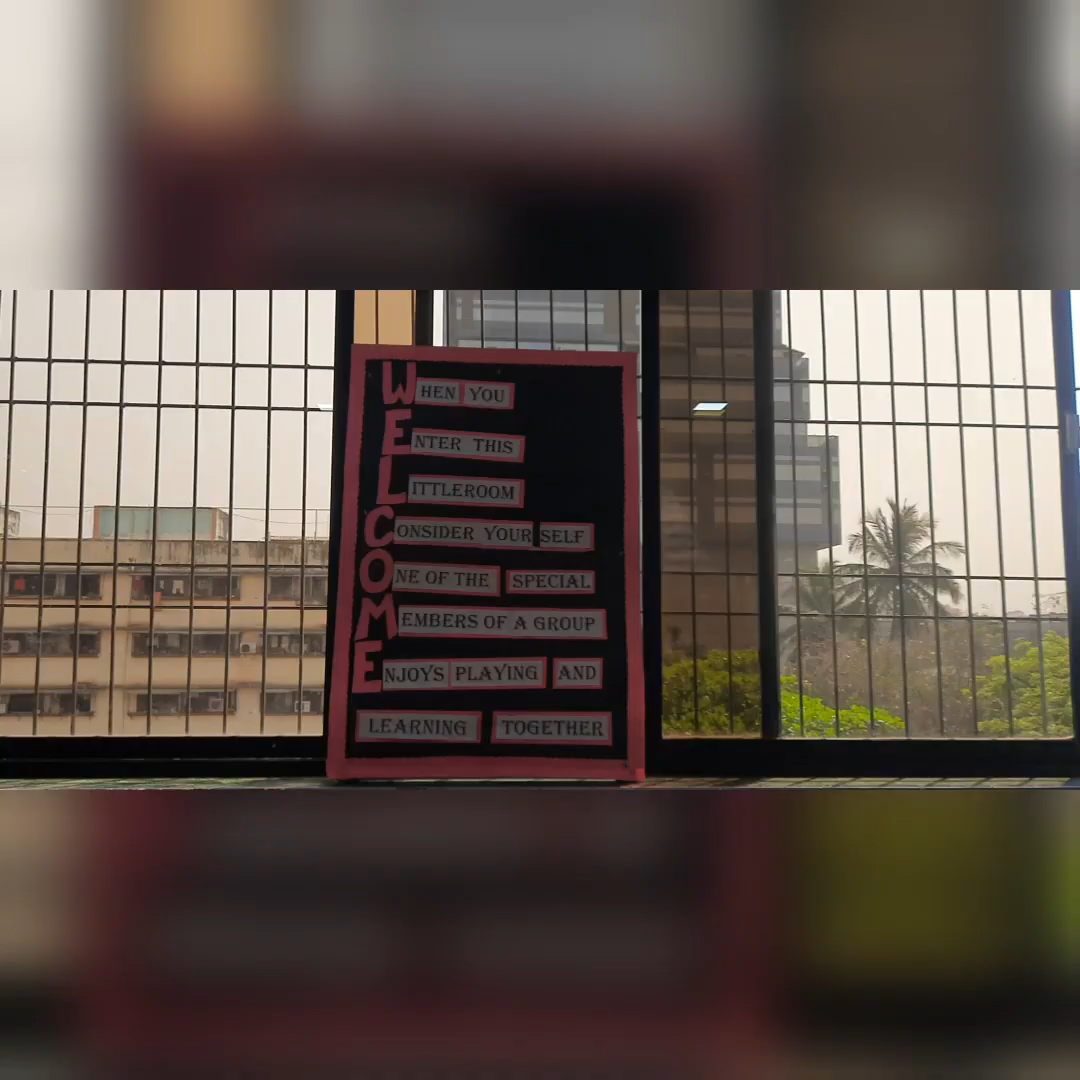 WHEN YOU
ENTER THIS
LITTLEROOM
CONSIDER YOUR SELF
ONE OF THE SPECIAL
MEMBERS OF A GROUP
ENJOYS PLAYING AND
LEARNING TOGETHER